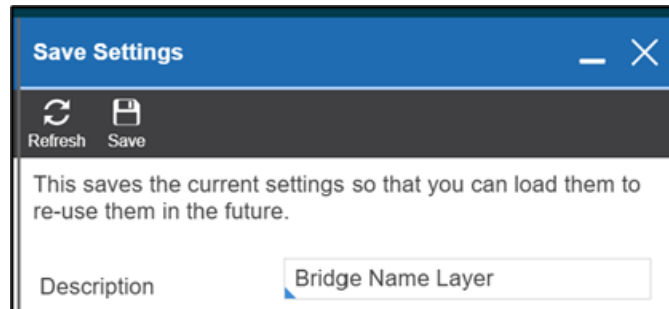 Save Settings
Refresh Save
This saves the current settings so that you can load them to
re-use them in the future.
Description Bridge Name Layer